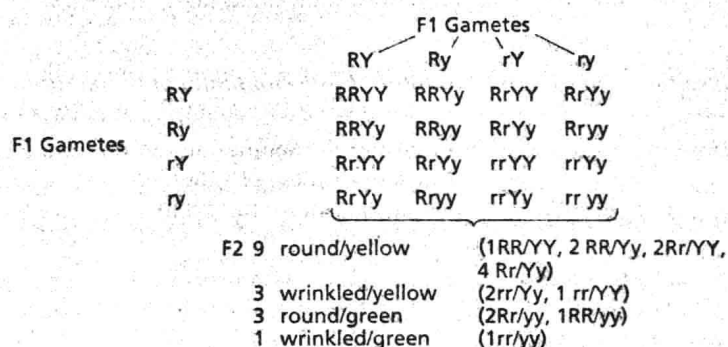 F1 Gametes
RY Ry rY ry
RY RRYY RRYy RrYY RrYy
Ry RRYy RRyy RrYy Rryy
F1 Gametes
rY RrYY RrYy rrYY rrYy
ry RrYy Rryy rrYy rr yy
F2 9 round/yellow (1RR/YY, 2 RR/Yy, 2Rr/YY,
4 Rr/Yy)
3 wrinkled/yellow (2rr/Yy, 1 rr/YY)
3 round/green (2Rr/yy, 1RR/yy)
1 wrinkled/green (1rr/yy)